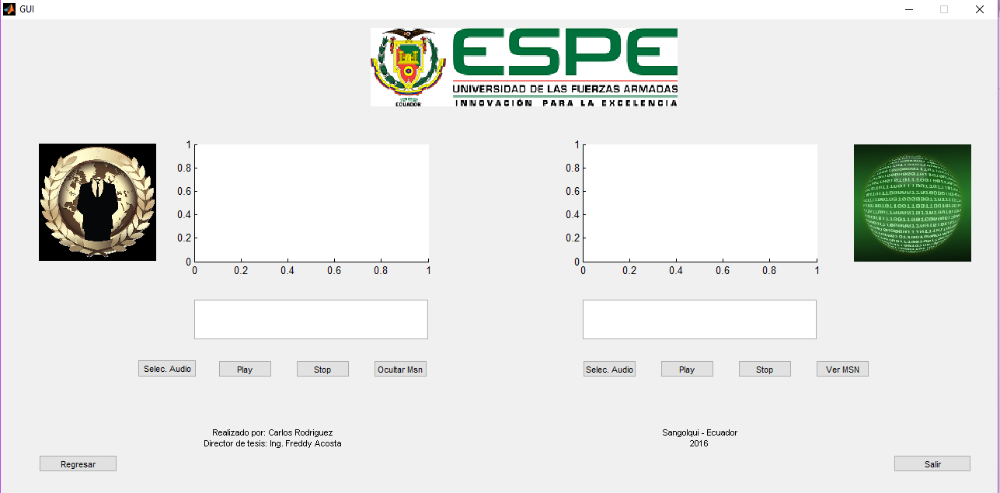 GUI
ESPE
UNIVERSIDAD DE LAS FUERZAS ARMADAS
INNOVACIÓN PARA LA EXCELENCIA
ECUADOR
1
0.8
0.6
0.4
0.2
0
0 0.2 0.4 0.6 0.8 1
1
0.8
0.6
0.4
0.2
0
0 0.2 0.4 0.6 0.8 1
Selec. Audio Play Stop Ocultar Msn
Selec. Audio Play Stop Ver MSN
Realizado por: Carlos Rodriguez
Director de tesis: Ing. Freddy Acosta
Sangolqui - Ecuador
2016
Regresar
Salir